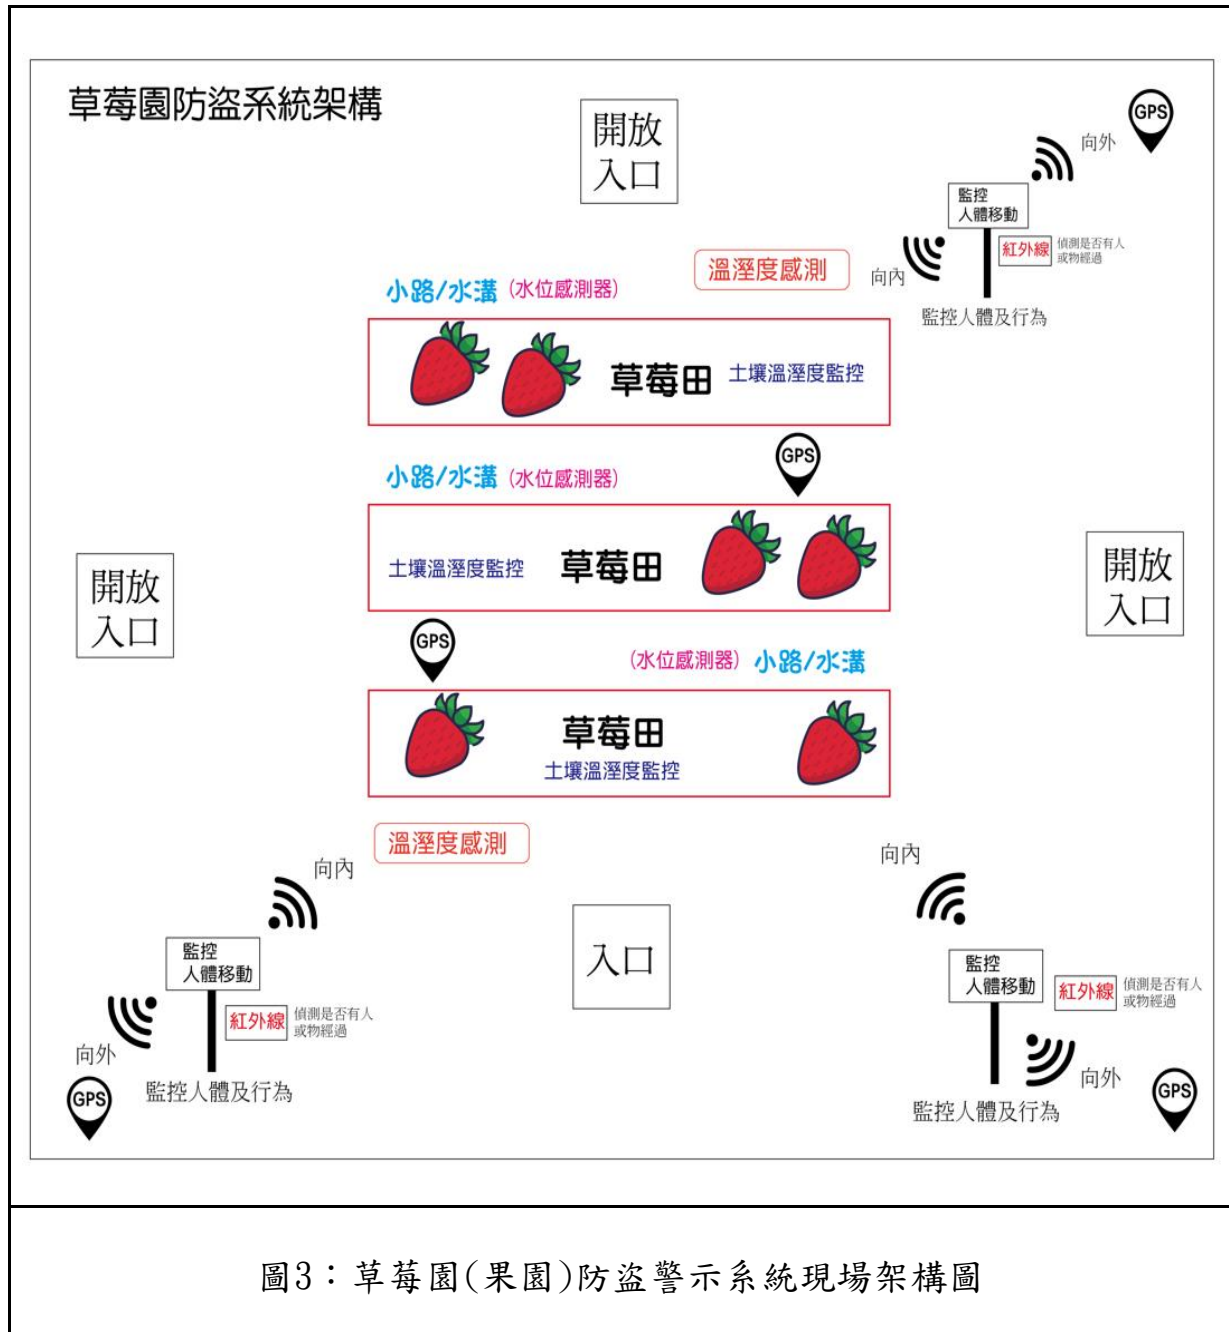 草莓園防盜系統架構
開放
入口
GPS
向外
監控
人體移動
紅外線
偵測是否有人
或物經過
向內
監控人體及行為
溫溼度感測
小路/水溝 (水位感測器)
草莓田 土壤溫溼度監控
GPS
小路/水溝 (水位感測器)
土壤溫溼度監控 草莓田
開放
入口
開放
入口
GPS
(水位感測器) 小路/水溝
草莓田
土壤溫溼度監控
溫溼度感測
向內
監控
人體移動
紅外線
偵測是否有人
或物經過
向外
GPS
監控人體及行為
入口
向內
監控
人體移動
紅外線
偵測是否有人
或物經過
向外
GPS
監控人體及行為
圖3：草莓園(果園)防盜警示系統現場架構圖